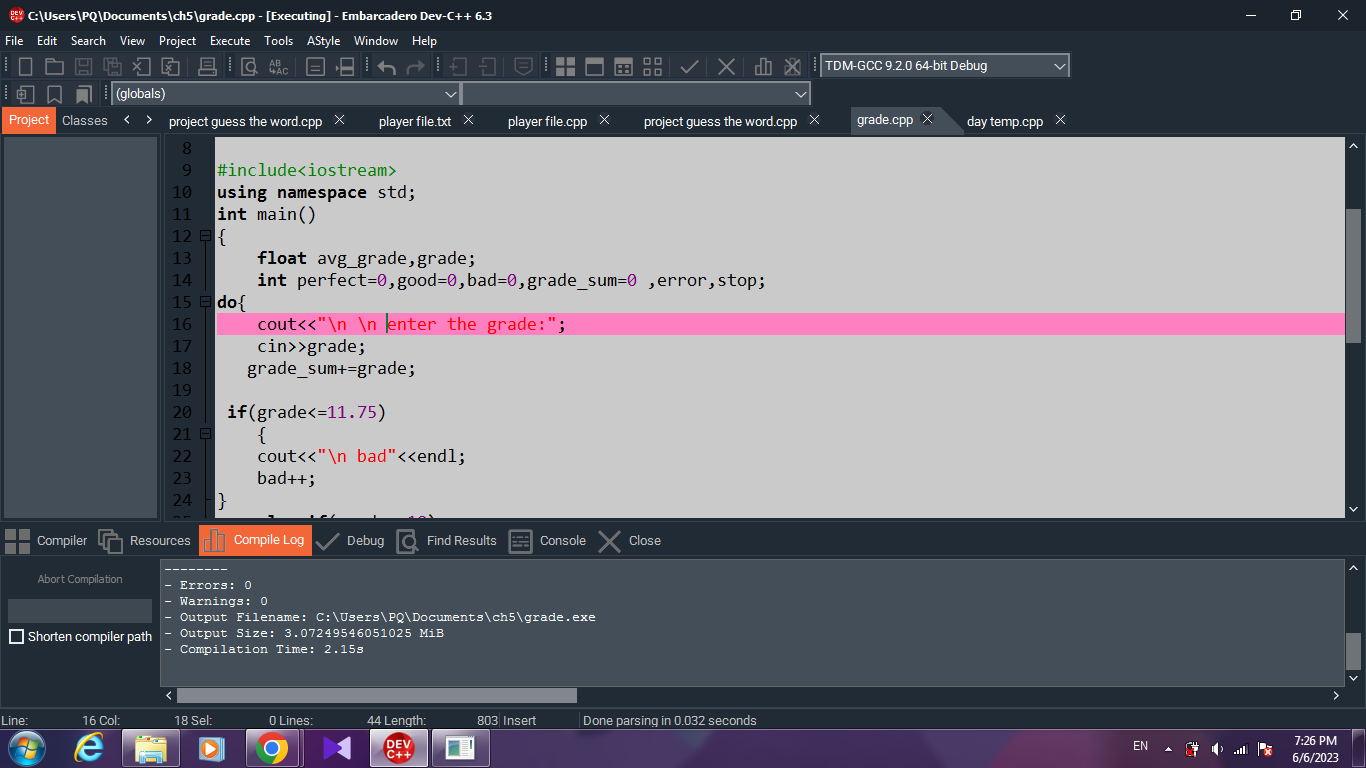 C:\Users\PQ\Documents\ch5\grade.cpp - [Executing] - Embarcadero Dev-C++ 6.3
File Edit Search View Project Execute Tools AStyle Window Help
TDM-GCC 9.2.0 64-bit Debug
(globals)
Project Classes project guess the word.cpp player file.txt player file.cpp project guess the word.cpp grade.cpp day temp.cpp
8
9 #include<iostream>
10 using namespace std;
11 int main()
12 {
13 float avg_grade,grade;
14 int perfect=0,good=0,bad=0,grade_sum=0 ,error,stop;
15 do{
16 cout<<"\n \n enter the grade:";
17 cin>>grade;
18 grade_sum+=grade;
19
20 if(grade<=11.75)
21 {
22 cout<<"\n bad"<<endl;
23 bad++;
24 }
Compiler Resources Compile Log Debug Find Results Console Close
Abort Compilation
Shorten compiler path
--------
- Errors: 0
- Warnings: 0
- Output Filename: C:\Users\PQ\Documents\ch5\grade.exe
- Output Size: 3.07249546051025 MiB
- Compilation Time: 2.15s
Line: 16 Col: 18 Sel: 0 Lines: 44 Length: 803 Insert Done parsing in 0.032 seconds
DEV C++
EN
7:26 PM
6/6/2023